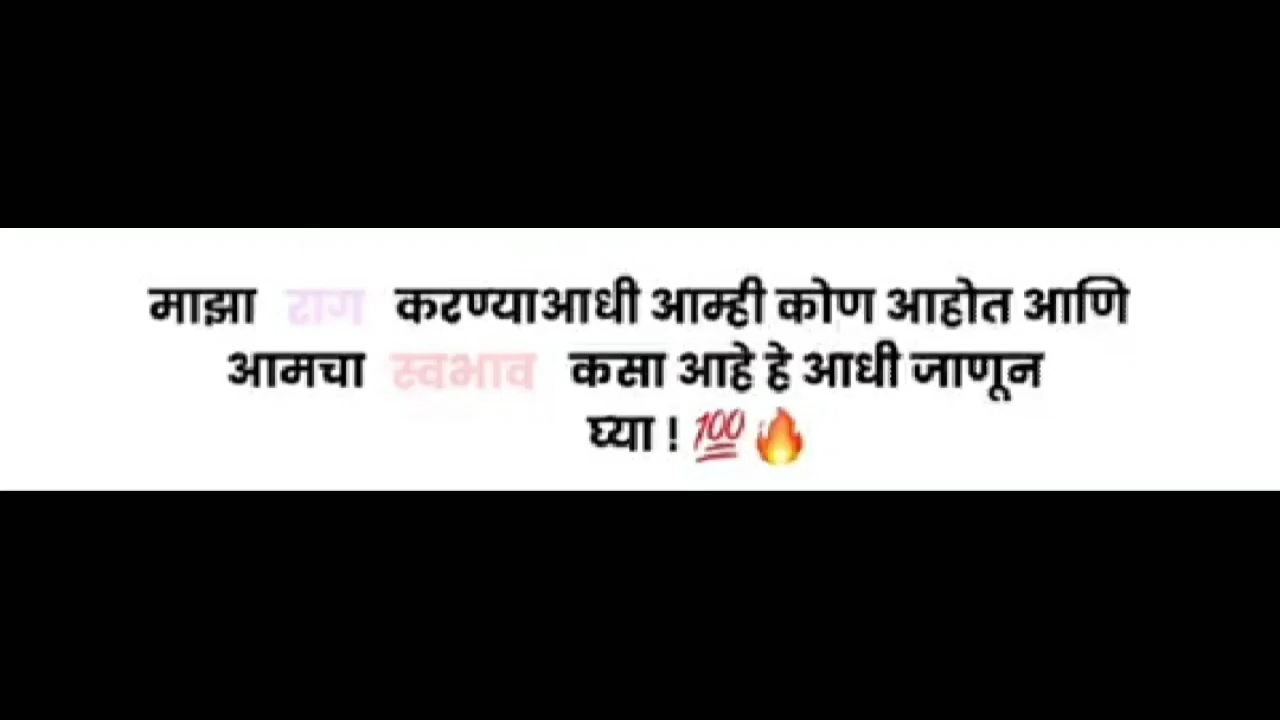 माझा राग करण्याआधी आम्ही कोण आहोत आणि
आमचा स्वभाव कसा आहे हे आधी जाणून
घ्या ! 💯🔥